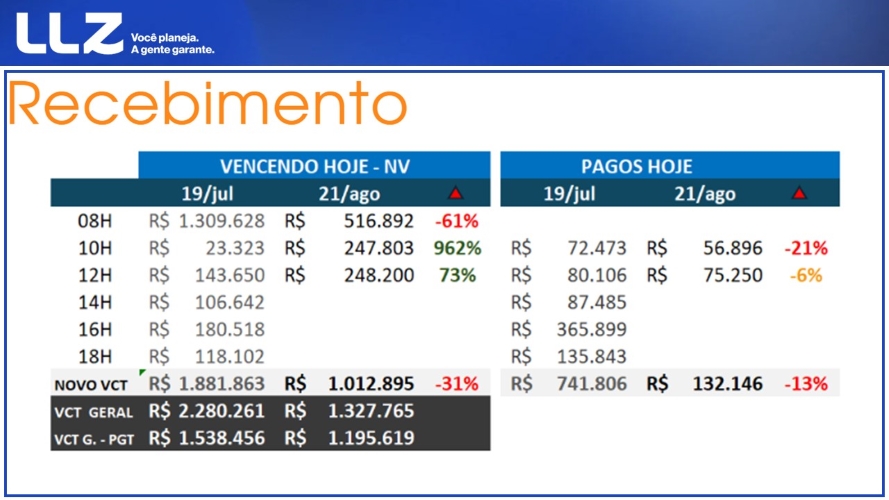 LLZ Você planeja.
A gente garante.
Recebimento
VENCENDO HOJE - NV PAGOS HOJE
19/jul 21/ago 19/jul 21/ago
08H R$ 1.309.628 R$ 516.892 -61%
10H R$ 23.323 R$ 247.803 962% R$ 72.473 R$ 56.896 -21%
12H R$ 143.650 R$ 248.200 73% R$ 80.106 R$ 75.250 -6%
14H R$ 106.642 R$ 87.485
16H R$ 180.518 R$ 365.899
18H R$ 118.102 R$ 135.843
NOVO VCT R$ 1.881.863 R$ 1.012.895 -31% R$ 741.806 R$ 132.146 -13%
VCT GERAL R$ 2.280.261 R$ 1.327.765
VCT G. - PGT R$ 1.538.456 R$ 1.195.619